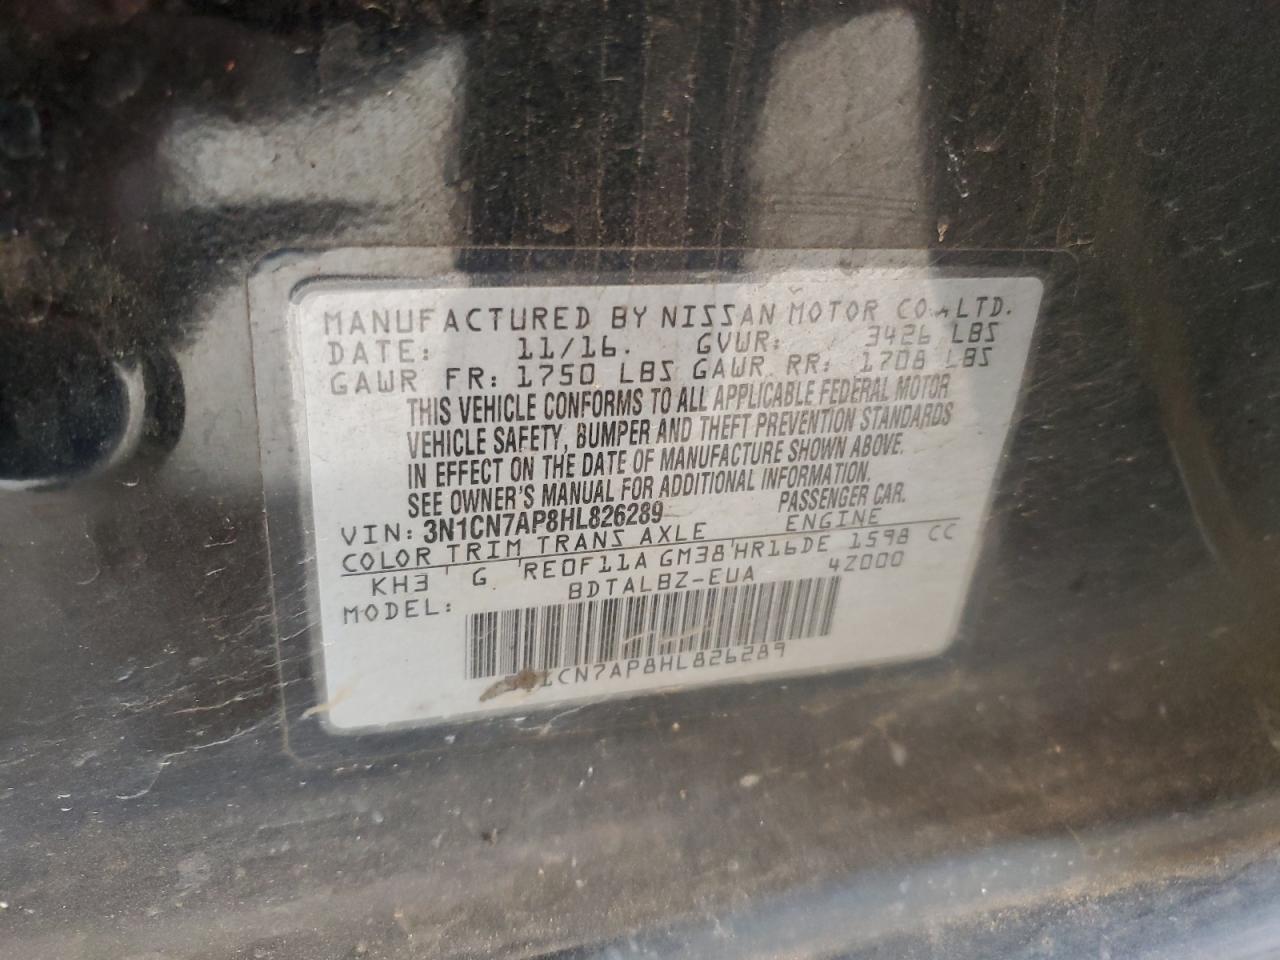 MANUFACTURED BY NISSAN MOTOR CO.,LTD.
DATE: 11/16. GVWR: 3426 LBS
GAWR FR: 1750 LBS GAWR RR: 1708 LBS
THIS VEHICLE CONFORMS TO ALL APPLICABLE FEDERAL MOTOR
VEHICLE SAFETY, BUMPER AND THEFT PREVENTION STANDARDS
IN EFFECT ON THE DATE OF MANUFACTURE SHOWN ABOVE.
SEE OWNER'S MANUAL FOR ADDITIONAL INFORMATION.
VIN: 3N1CN7AP8HL826289 PASSENGER CAR.
COLOR TRIM TRANS AXLE ENGINE
KH3 G RE0F11A GM38 HR16DE 1598 CC
MODEL: BDTALBZ-EUA 4Z000
1CN7AP8HL826289